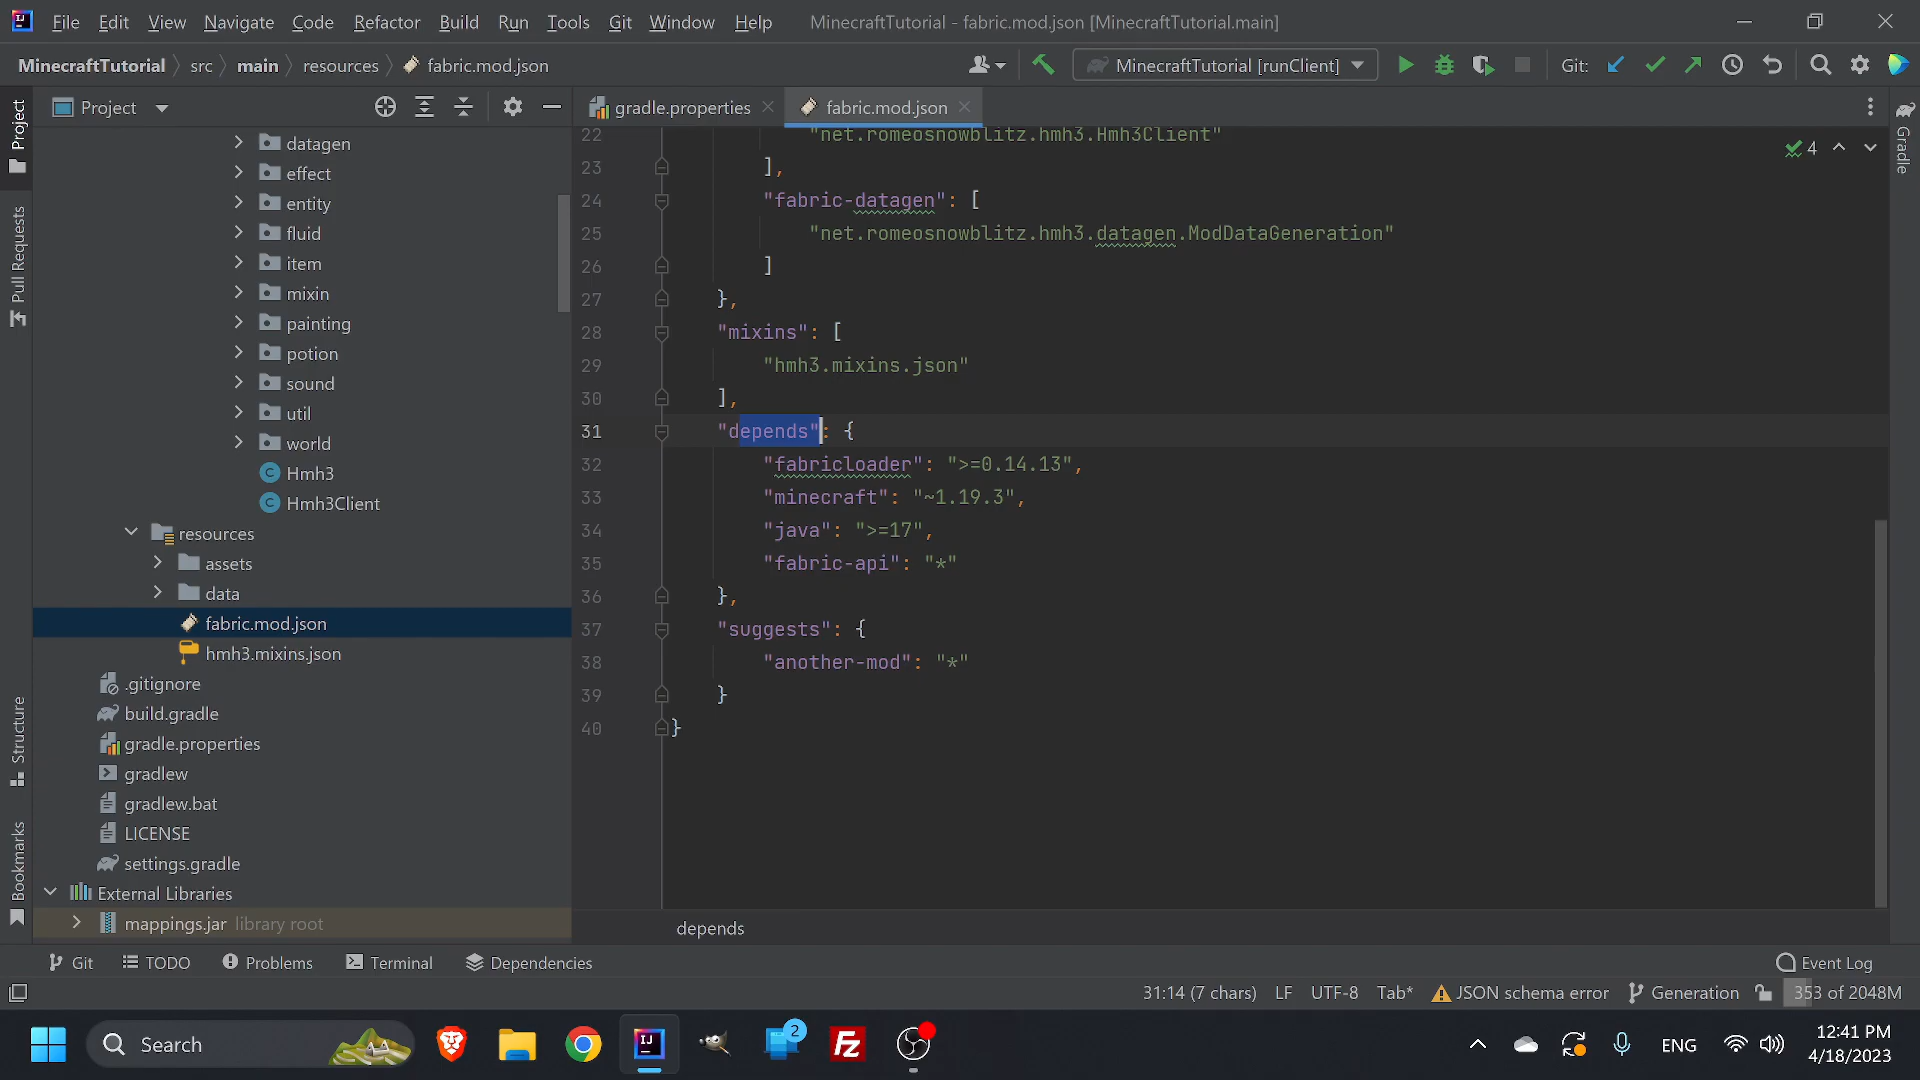 File Edit View Navigate Code Refactor Build Run Tools Git Window Help MinecraftTutorial - fabric.mod.json [MinecraftTutorial.main]
MinecraftTutorial src main resources fabric.mod.json MinecraftTutorial [runClient] Git:
Project
gradle.properties fabric.mod.json
Project
Pull Requests
Structure
Bookmarks
Gradle
datagen
effect
entity
fluid
item
mixin
painting
potion
sound
util
world
Hmh3
Hmh3Client
resources
assets
data
fabric.mod.json
hmh3.mixins.json
.gitignore
build.gradle
gradle.properties
gradlew
gradlew.bat
LICENSE
settings.gradle
External Libraries
mappings.jar library root
4
22 "net.romeosnowblitz.hmh3.Hmh3Client"
23 ],
24 "fabric-datagen": [
25 "net.romeosnowblitz.hmh3.datagen.ModDataGeneration"
26 ]
27 },
28 "mixins": [
29 "hmh3.mixins.json"
30 ],
31 "depends": {
32 "fabricloader": ">=0.14.13",
33 "minecraft": "~1.19.3",
34 "java": ">=17",
35 "fabric-api": "*"
36 },
37 "suggests": {
38 "another-mod": "*"
39 }
40 }
depends
Git TODO Problems Terminal Dependencies Event Log
31:14 (7 chars) LF UTF-8 Tab* JSON schema error Generation 353 of 2048M
Search 2 ENG
12:41 PM
4/18/2023